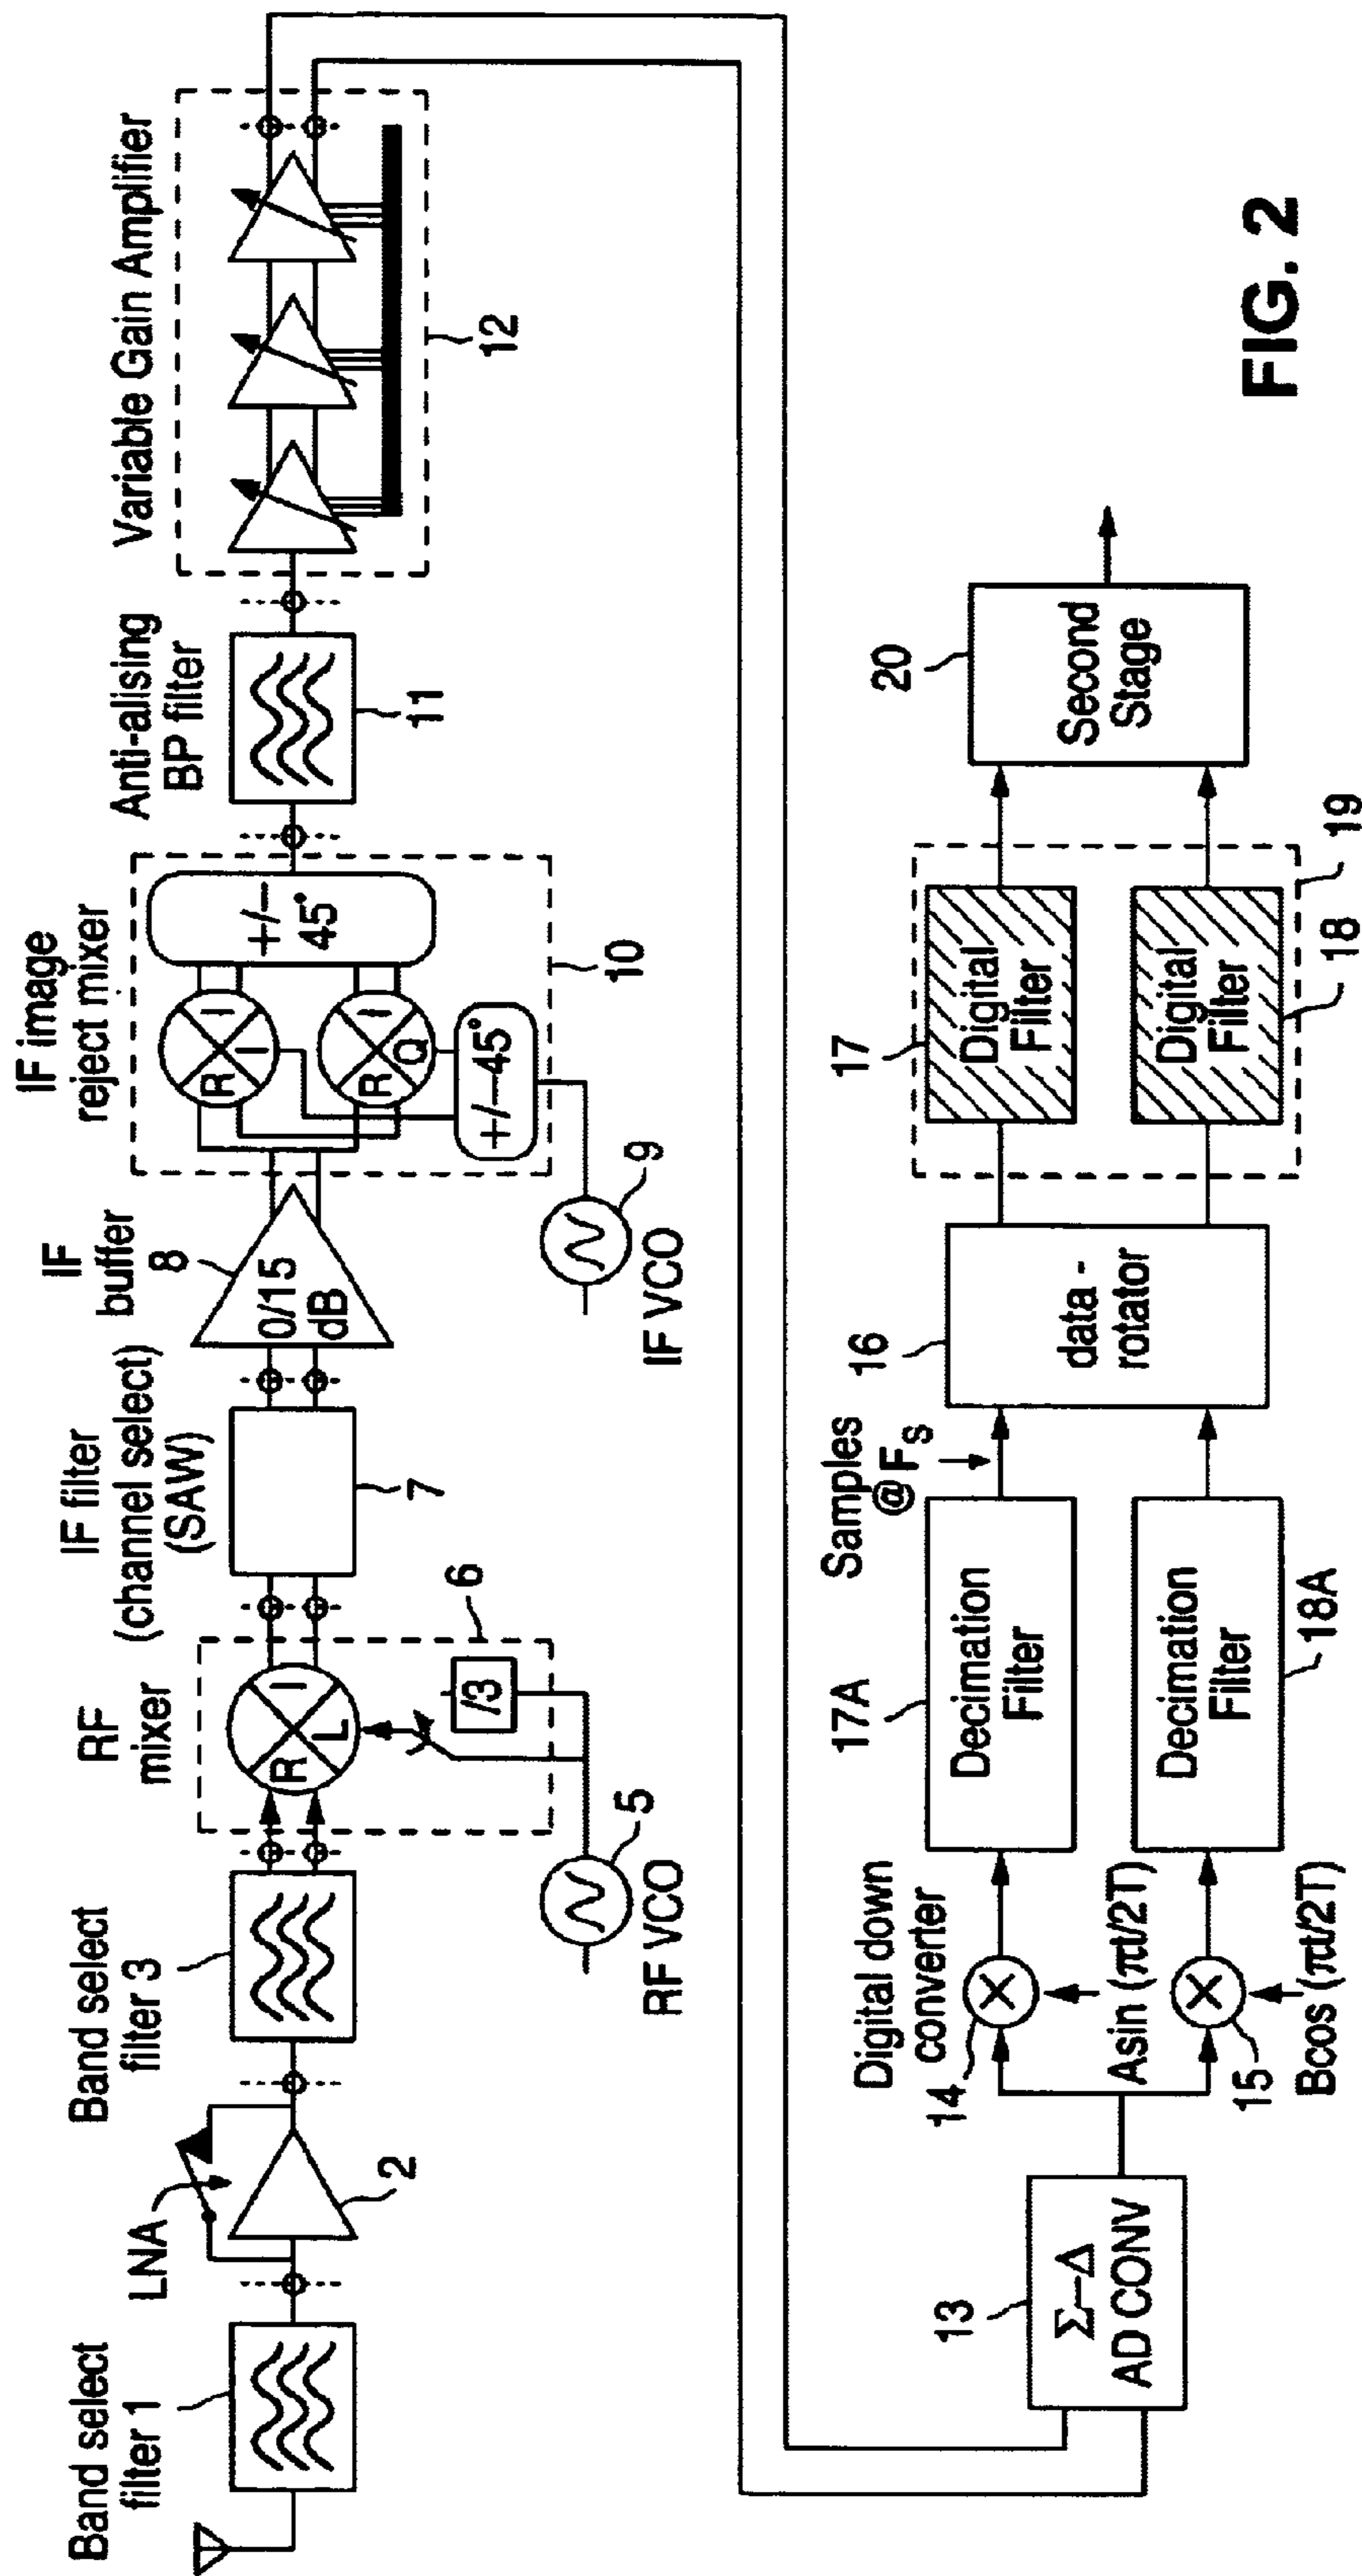 Band select
filter 1
LNA
2
Band select
filter 3
RF
mixer
R
I
L
/3
6
5
RF VCO
IF filter
(channel select)
(SAW)
7
IF
buffer
8
0/15
dB
IF image
reject mixer
R
I
I
R
I
Q
+/-
45°
+/-45°
10
9
IF VCO
Anti-alising
BP filter
11
Variable Gain Amplifier
12
13
Σ-Δ
AD CONV
Digital down
converter
14
Asin (πt/2T)
15
Bcos (πt/2T)
17A
Decimation
Filter
Decimation
Filter
18A
Samples
@ FS
16
data -
rotator
17
Digital
Filter
Digital
Filter
18
19
20
Second
Stage
FIG. 2